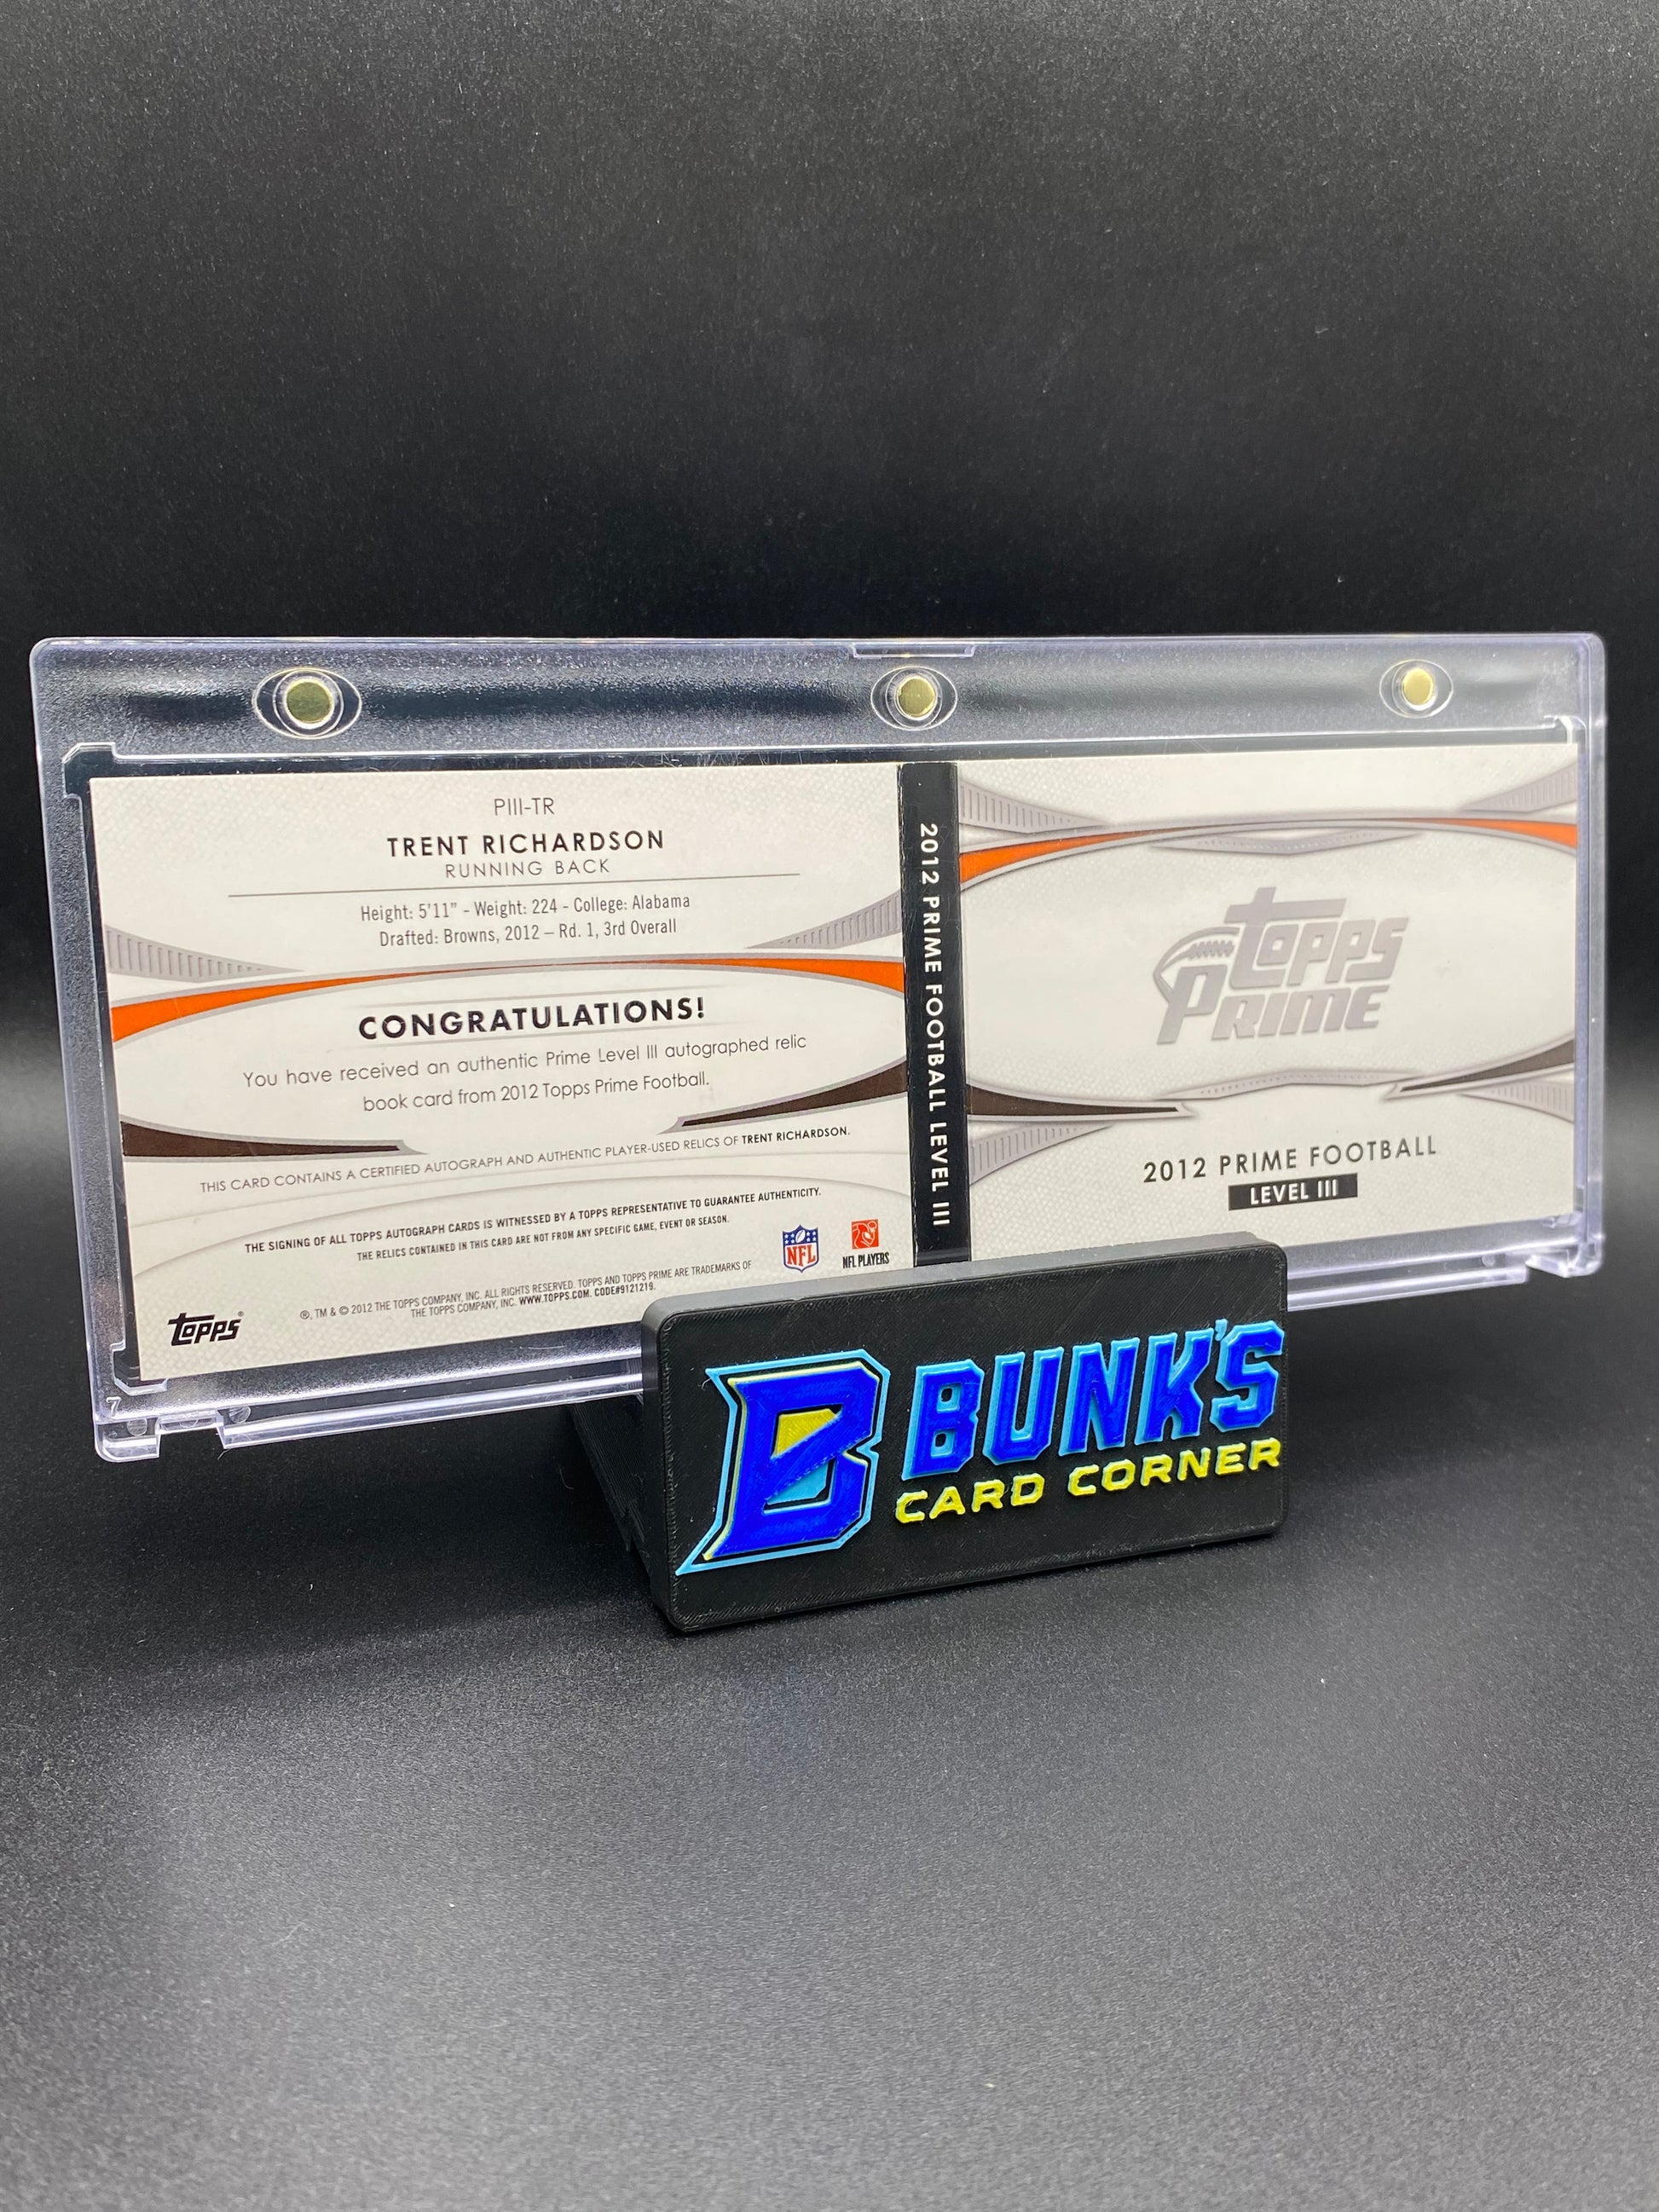 PIII-TR
TRENT RICHARDSON
RUNNING BACK
Height: 5'11" - Weight: 224 - College: Alabama
Drafted: Browns, 2012 – Rd. 1, 3rd Overall
CONGRATULATIONS!
You have received an authentic Prime Level III autographed relic
book card from 2012 Topps Prime Football.
THIS CARD CONTAINS A CERTIFIED AUTOGRAPH AND AUTHENTIC PLAYER-USED RELICS OF TRENT RICHARDSON.
THE SIGNING OF ALL TOPPS AUTOGRAPH CARDS IS WITNESSED BY A TOPPS REPRESENTATIVE TO GUARANTEE AUTHENTICITY.
THE RELICS CONTAINED IN THIS CARD ARE NOT FROM ANY SPECIFIC GAME, EVENT OR SEASON.
NFL
NFL PLAYERS
®, TM & © 2012 THE TOPPS COMPANY, INC. ALL RIGHTS RESERVED. TOPPS AND TOPPS PRIME ARE TRADEMARKS OF
THE TOPPS COMPANY, INC. WWW.TOPPS.COM. CODE#9121219.
topps®
2012 PRIME FOOTBALL LEVEL III
topps
PRIME
2012 PRIME FOOTBALL
LEVEL III
B BUNK'S
CARD CORNER